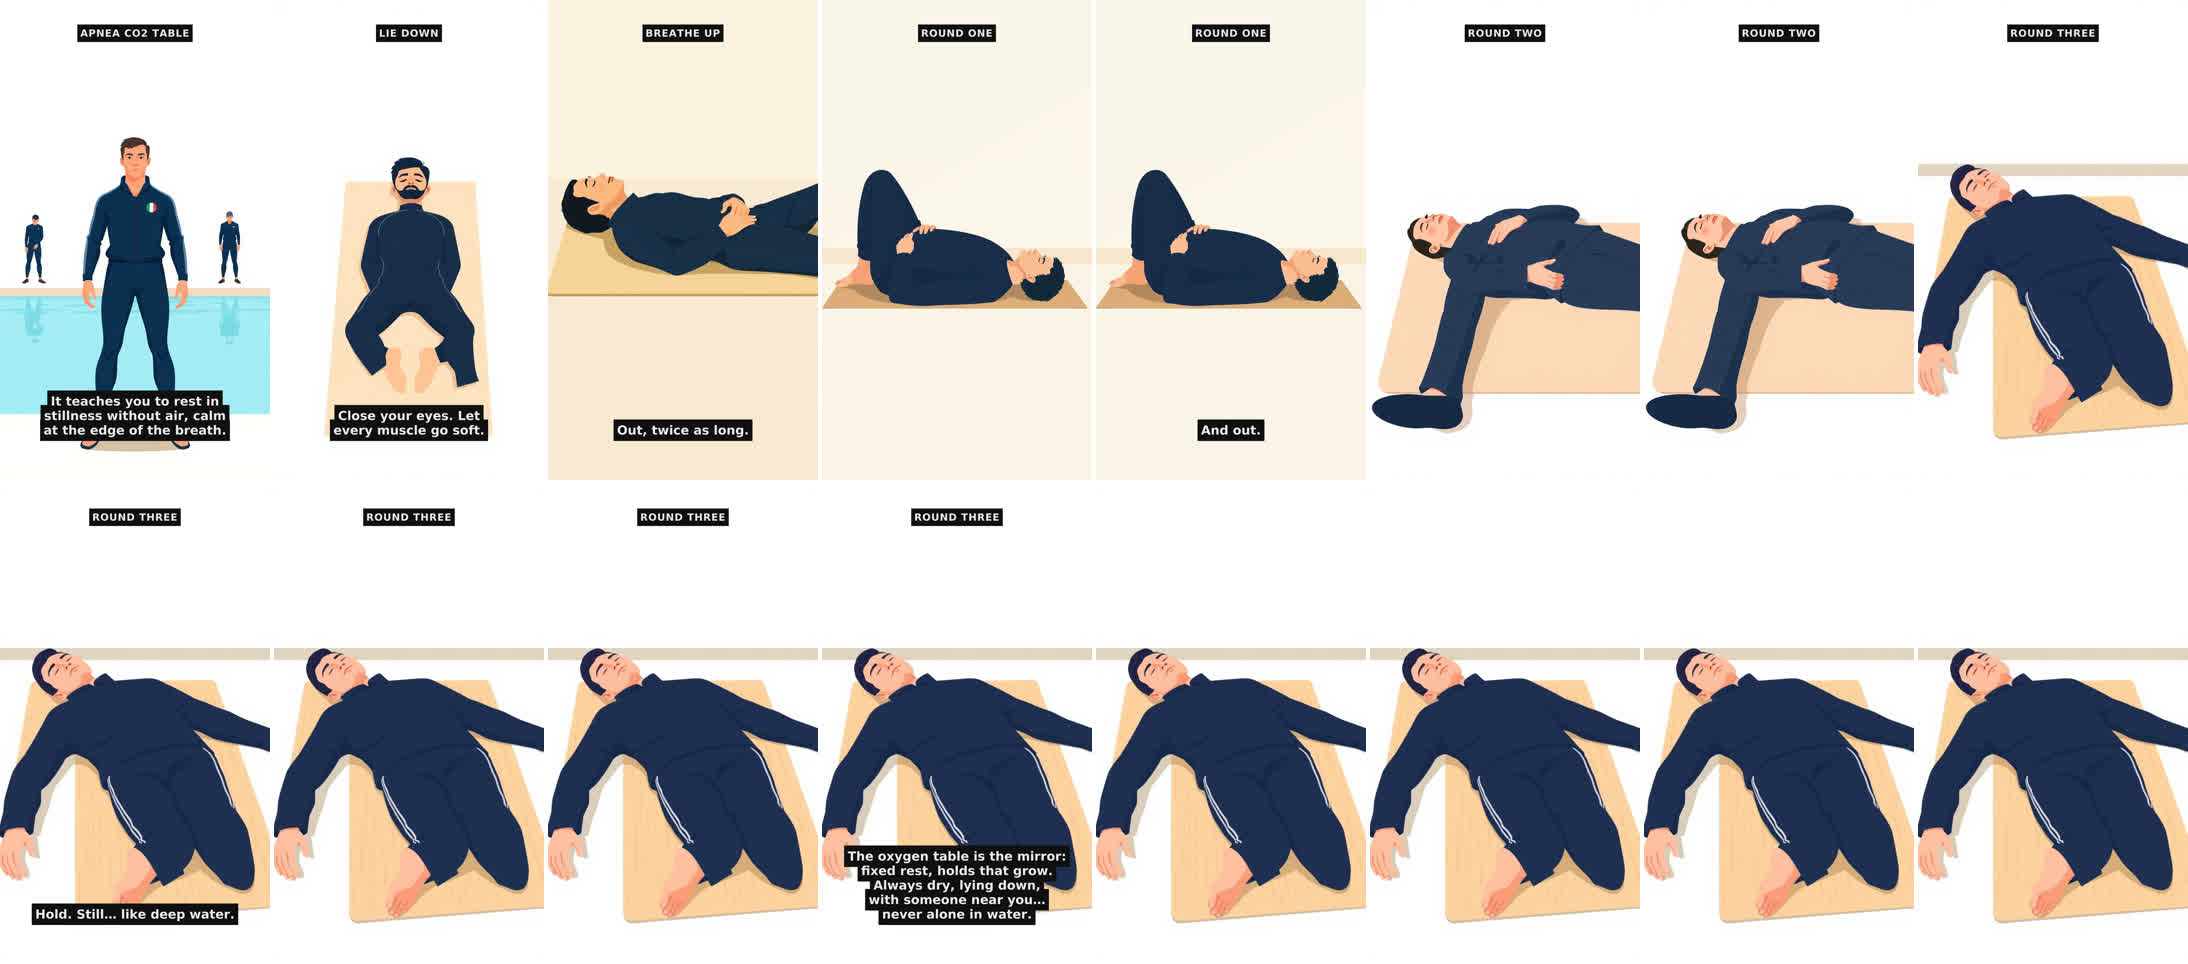 APNEA CO2 TABLE
It teaches you to rest in
stillness without air, calm
at the edge of the breath.
LIE DOWN
Close your eyes. Let
every muscle go soft.
BREATHE UP
Out, twice as long.
ROUND ONE
ROUND ONE
And out.
ROUND TWO
ROUND TWO
ROUND THREE
ROUND THREE
Hold. Still... like deep water.
ROUND THREE
ROUND THREE
ROUND THREE
The oxygen table is the mirror:
fixed rest, holds that grow.
Always dry, lying down,
with someone near you...
never alone in water.